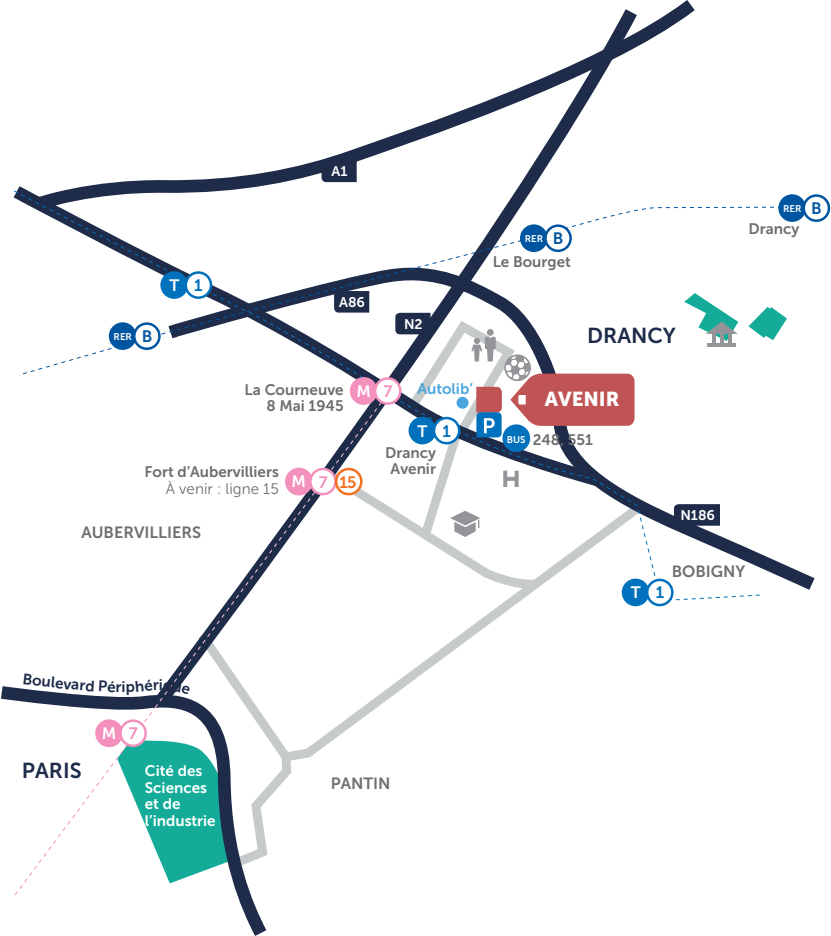 A1
RER B
Drancy
RER B
Le Bourget
T 1
A86
N2
RER B
DRANCY
La Courneuve
8 Mai 1945
M 7
Autolib’
AVENIR
P
T 1
BUS 248, 551
Drancy
Avenir
Fort d’Aubervilliers
À venir : ligne 15
M 7 15
H
N186
AUBERVILLIERS
BOBIGNY
T 1
Boulevard Périphérique
M 7
PARIS
Cité des
Sciences
et de
l’industrie
PANTIN